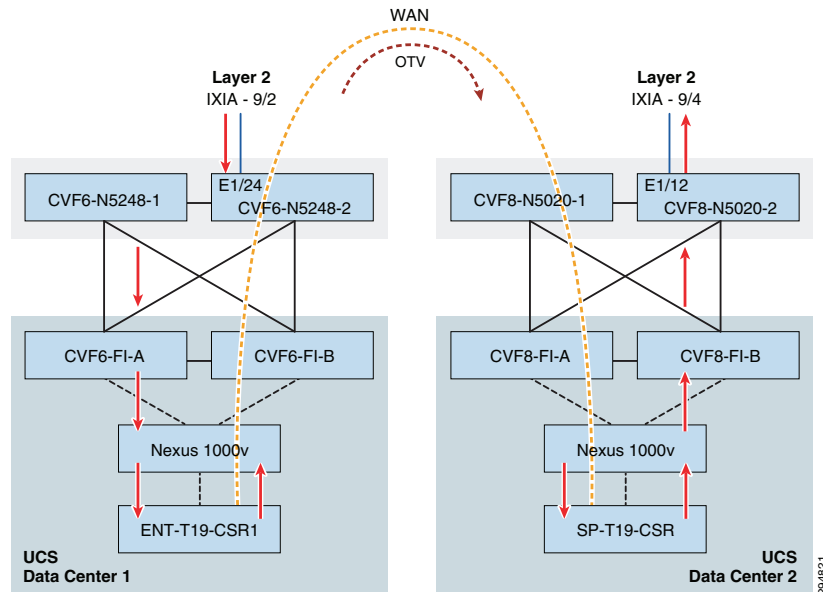 WAN
OTV
Layer 2
IXIA - 9/2
Layer 2
IXIA - 9/4
CVF6-N5248-1
E1/24
CVF6-N5248-2
CVF8-N5020-1
E1/12
CVF8-N5020-2
CVF6-FI-A
CVF6-FI-B
CVF8-FI-A
CVF8-FI-B
Nexus 1000v
Nexus 1000v
ENT-T19-CSR1
SP-T19-CSR
UCS
Data Center 1
UCS
Data Center 2
294821